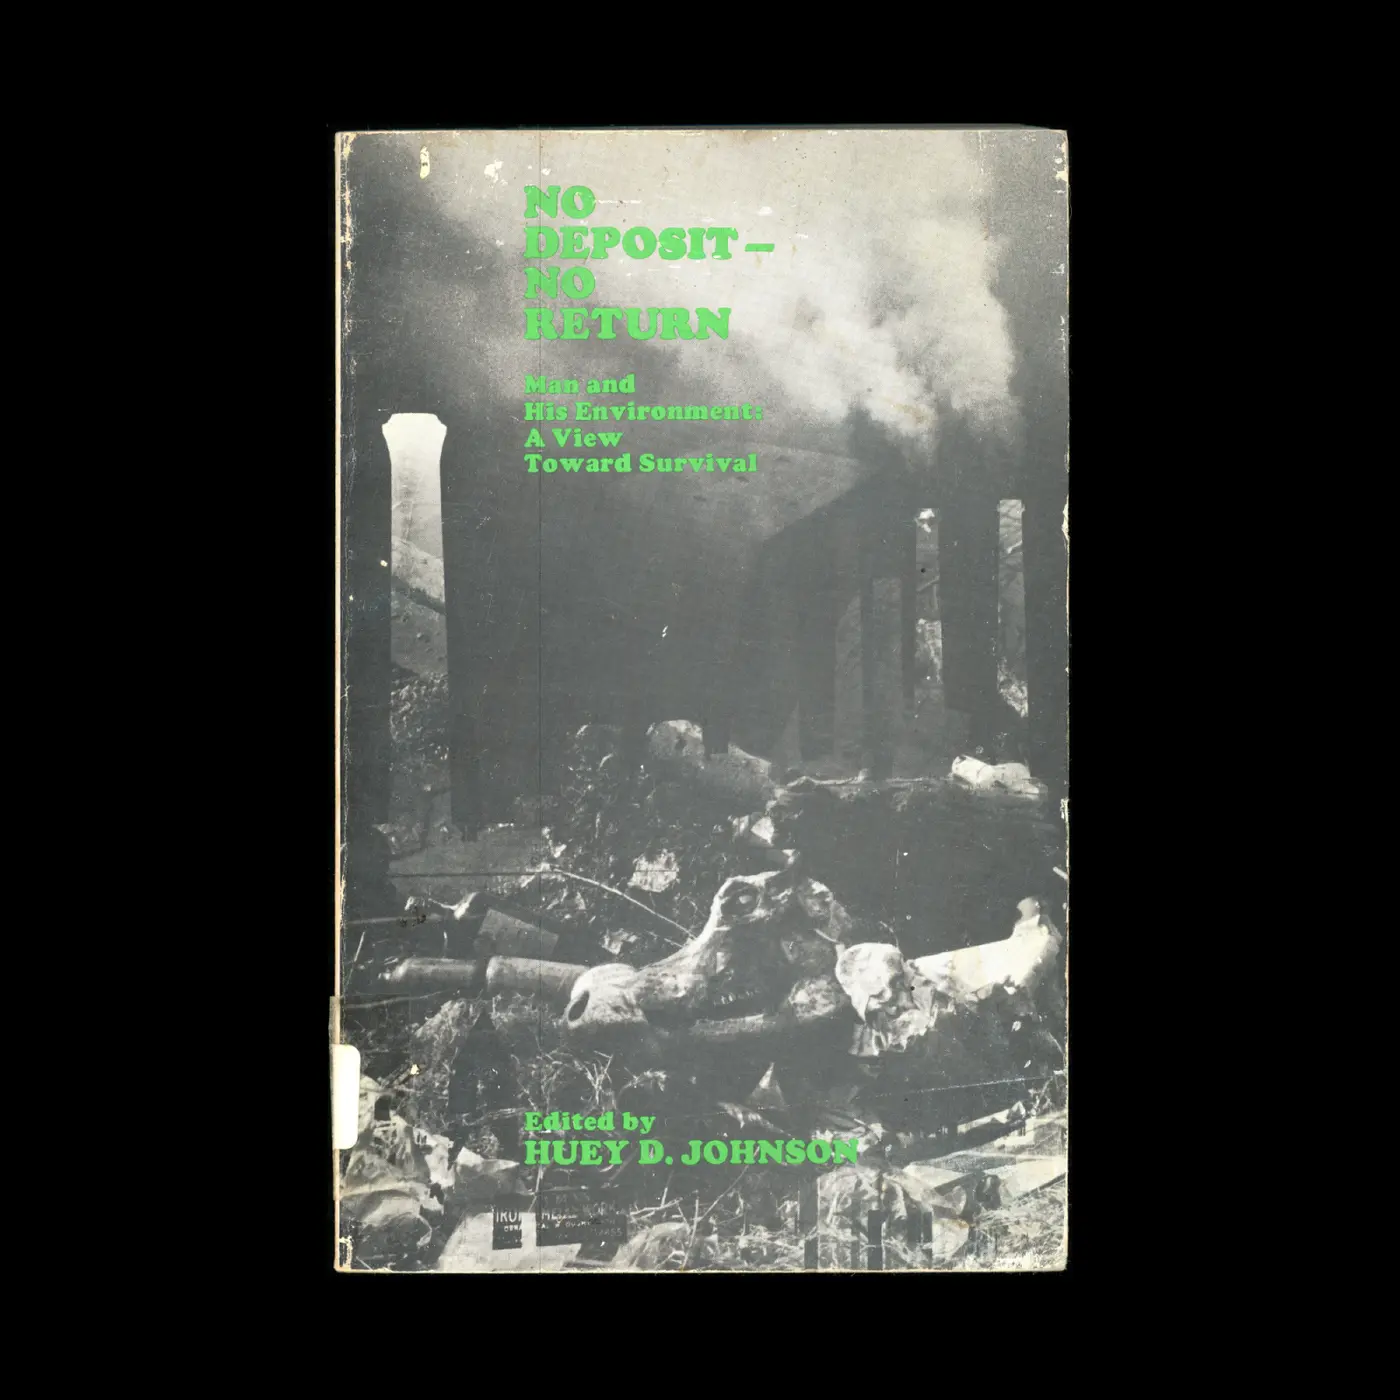 NO
DEPOSIT—
NO
RETURN
Man and
His Environment:
A View
Toward Survival
Edited by
HUEY D. JOHNSON